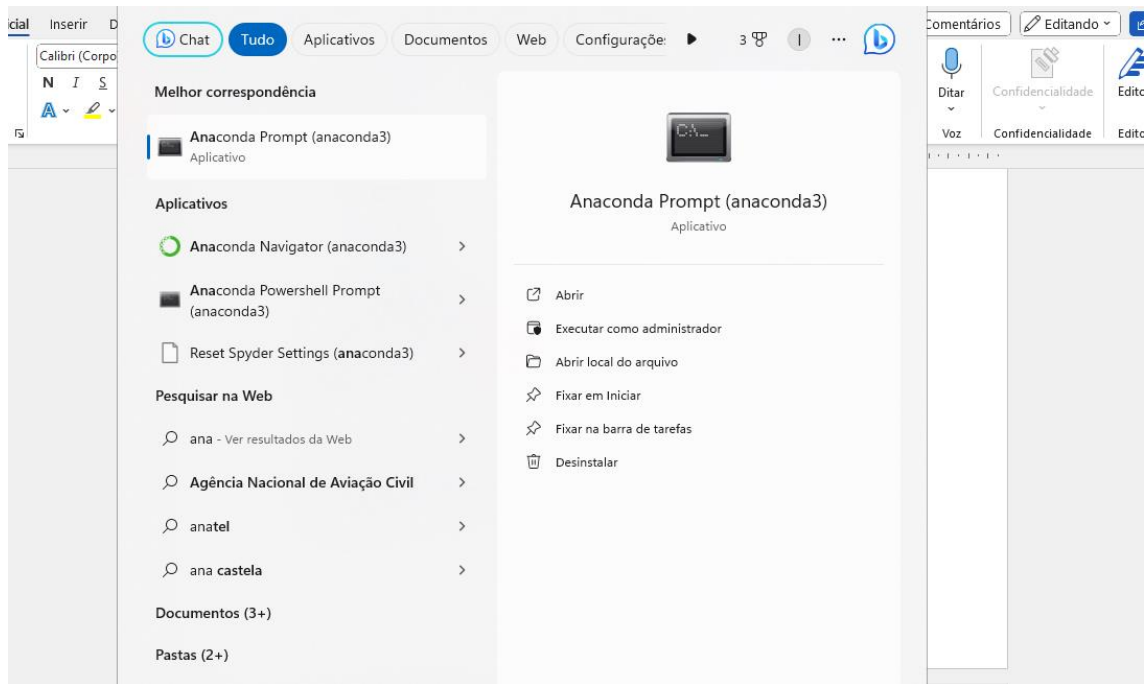 cial Inserir D
Chat Tudo Aplicativos Documentos Web Configurações 3 I ...
Comentários Editando
Calibri (Corpo
N I S
A
Ditar Confidencialidade Edito
Voz Confidencialidade Edito
Melhor correspondência
Anaconda Prompt (anaconda3)
Aplicativo
Aplicativos
Anaconda Navigator (anaconda3)
Anaconda Powershell Prompt
(anaconda3)
Reset Spyder Settings (anaconda3)
Pesquisar na Web
ana - Ver resultados da Web
Agência Nacional de Aviação Civil
anatel
ana castela
Documentos (3+)
Pastas (2+)
C:\_
Anaconda Prompt (anaconda3)
Aplicativo
Abrir
Executar como administrador
Abrir local do arquivo
Fixar em Iniciar
Fixar na barra de tarefas
Desinstalar